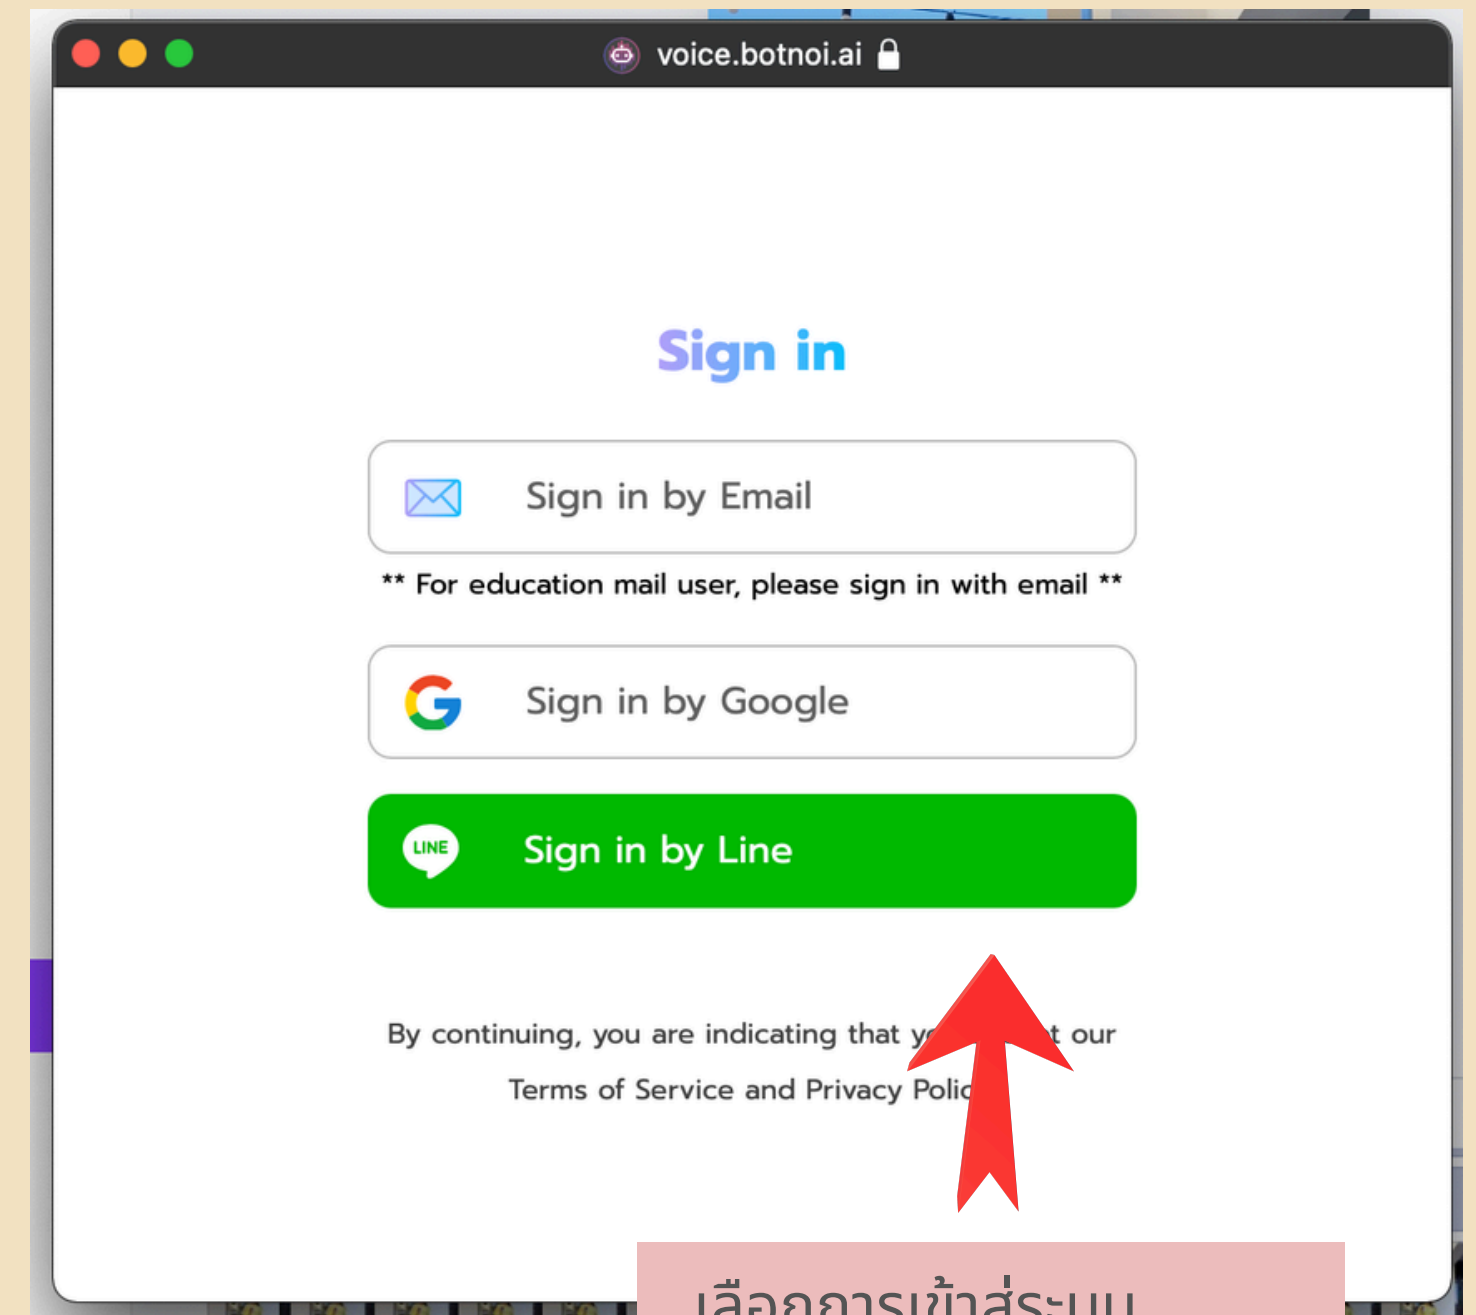 voice.botnoi.ai
Sign in
Sign in by Email
** For education mail user, please sign in with email **
Sign in by Google
LINE
Sign in by Line
By continuing, you are indicating that our
Terms of Service and Privacy
เลือกการเข้าสู่ระบบ